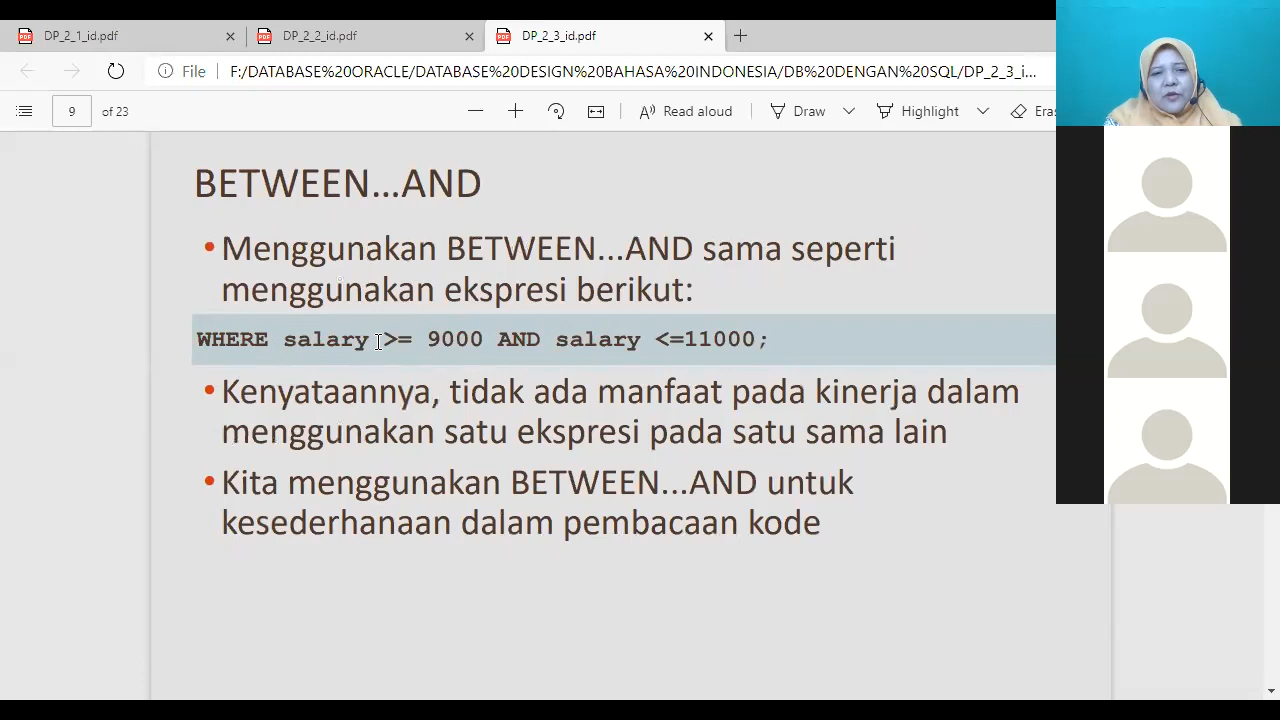 DP_2_1_id.pdf
DP_2_2_id.pdf
DP_2_3_id.pdf
File
F:/DATABASE%20ORACLE/DATABASE%20DESIGN%20BAHASA%20INDONESIA/DB%20DENGAN%20SQL/DP_2_3_i...
9 of 23
Read aloud
Draw
Highlight
Eras
BETWEEN...AND
•Menggunakan BETWEEN...AND sama seperti
menggunakan ekspresi berikut:
WHERE salary >= 9000 AND salary <=11000;
•Kenyataannya, tidak ada manfaat pada kinerja dalam
menggunakan satu ekspresi pada satu sama lain
•Kita menggunakan BETWEEN...AND untuk
kesederhanaan dalam pembacaan kode